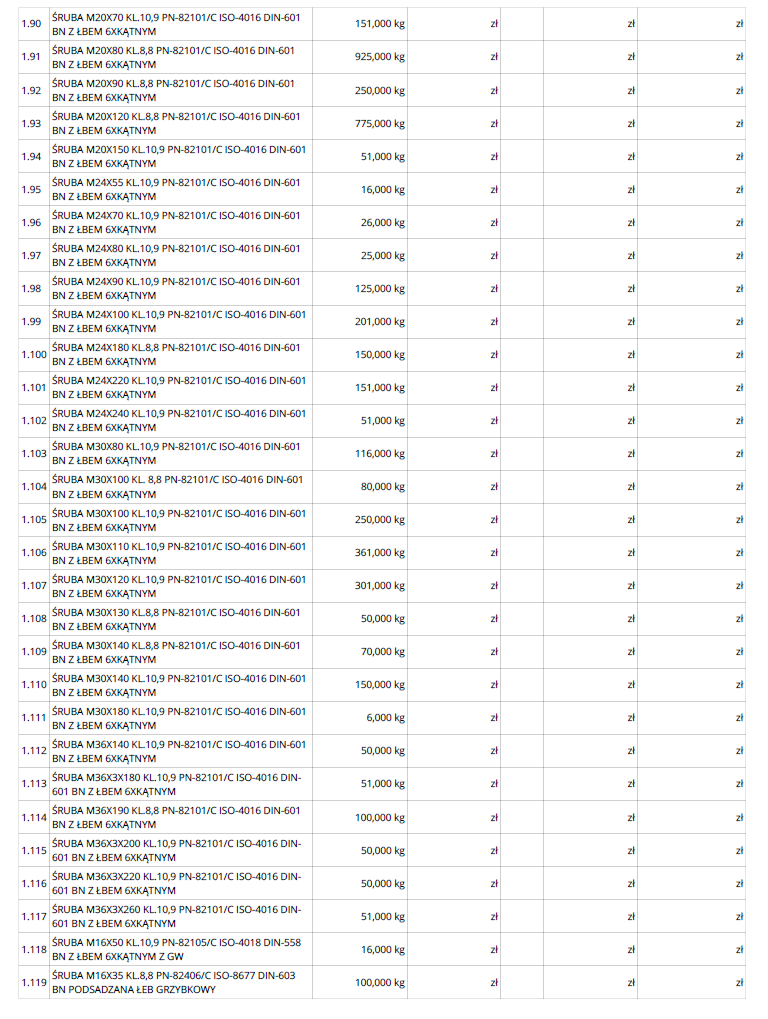 1.90 ŚRUBA M20X70 KL.10,9 PN-82101/C ISO-4016 DIN-601 151,000 kg zł zł zł
BN Z ŁBEM 6XKĄTNYM
1.91 ŚRUBA M20X80 KL.8,8 PN-82101/C ISO-4016 DIN-601 925,000 kg zł zł zł
BN Z ŁBEM 6XKĄTNYM
1.92 ŚRUBA M20X90 KL.8,8 PN-82101/C ISO-4016 DIN-601 250,000 kg zł zł zł
BN Z ŁBEM 6XKĄTNYM
1.93 ŚRUBA M20X120 KL.8,8 PN-82101/C ISO-4016 DIN-601 775,000 kg zł zł zł
BN Z ŁBEM 6XKĄTNYM
1.94 ŚRUBA M20X150 KL.10,9 PN-82101/C ISO-4016 DIN-601 51,000 kg zł zł zł
BN Z ŁBEM 6XKĄTNYM
1.95 ŚRUBA M24X55 KL.10,9 PN-82101/C ISO-4016 DIN-601 16,000 kg zł zł zł
BN Z ŁBEM 6XKĄTNYM
1.96 ŚRUBA M24X70 KL.10,9 PN-82101/C ISO-4016 DIN-601 26,000 kg zł zł zł
BN Z ŁBEM 6XKĄTNYM
1.97 ŚRUBA M24X80 KL.10,9 PN-82101/C ISO-4016 DIN-601 25,000 kg zł zł zł
BN Z ŁBEM 6XKĄTNYM
1.98 ŚRUBA M24X90 KL.10,9 PN-82101/C ISO-4016 DIN-601 125,000 kg zł zł zł
BN Z ŁBEM 6XKĄTNYM
1.99 ŚRUBA M24X100 KL.10,9 PN-82101/C ISO-4016 DIN-601 201,000 kg zł zł zł
BN Z ŁBEM 6XKĄTNYM
1.100 ŚRUBA M24X180 KL.8,8 PN-82101/C ISO-4016 DIN-601 150,000 kg zł zł zł
BN Z ŁBEM 6XKĄTNYM
1.101 ŚRUBA M24X220 KL.10,9 PN-82101/C ISO-4016 DIN-601 151,000 kg zł zł zł
BN Z ŁBEM 6XKĄTNYM
1.102 ŚRUBA M24X240 KL.10,9 PN-82101/C ISO-4016 DIN-601 51,000 kg zł zł zł
BN Z ŁBEM 6XKĄTNYM
1.103 ŚRUBA M30X80 KL.10,9 PN-82101/C ISO-4016 DIN-601 116,000 kg zł zł zł
BN Z ŁBEM 6XKĄTNYM
1.104 ŚRUBA M30X100 KL. 8,8 PN-82101/C ISO-4016 DIN-601 80,000 kg zł zł zł
BN Z ŁBEM 6XKĄTNYM
1.105 ŚRUBA M30X100 KL.10,9 PN-82101/C ISO-4016 DIN-601 250,000 kg zł zł zł
BN Z ŁBEM 6XKĄTNYM
1.106 ŚRUBA M30X110 KL.10,9 PN-82101/C ISO-4016 DIN-601 361,000 kg zł zł zł
BN Z ŁBEM 6XKĄTNYM
1.107 ŚRUBA M30X120 KL.10,9 PN-82101/C ISO-4016 DIN-601 301,000 kg zł zł zł
BN Z ŁBEM 6XKĄTNYM
1.108 ŚRUBA M30X130 KL.8,8 PN-82101/C ISO-4016 DIN-601 50,000 kg zł zł zł
BN Z ŁBEM 6XKĄTNYM
1.109 ŚRUBA M30X140 KL.8,8 PN-82101/C ISO-4016 DIN-601 70,000 kg zł zł zł
BN Z ŁBEM 6XKĄTNYM
1.110 ŚRUBA M30X140 KL.10,9 PN-82101/C ISO-4016 DIN-601 150,000 kg zł zł zł
BN Z ŁBEM 6XKĄTNYM
1.111 ŚRUBA M30X180 KL.10,9 PN-82101/C ISO-4016 DIN-601 6,000 kg zł zł zł
BN Z ŁBEM 6XKĄTNYM
1.112 ŚRUBA M36X140 KL.10,9 PN-82101/C ISO-4016 DIN-601 50,000 kg zł zł zł
BN Z ŁBEM 6XKĄTNYM
1.113 ŚRUBA M36X3X180 KL.10,9 PN-82101/C ISO-4016 DIN- 51,000 kg zł zł zł
601 BN Z ŁBEM 6XKĄTNYM
1.114 ŚRUBA M36X190 KL.8,8 PN-82101/C ISO-4016 DIN-601 100,000 kg zł zł zł
BN Z ŁBEM 6XKĄTNYM
1.115 ŚRUBA M36X3X200 KL.10,9 PN-82101/C ISO-4016 DIN- 50,000 kg zł zł zł
601 BN Z ŁBEM 6XKĄTNYM
1.116 ŚRUBA M36X3X220 KL.10,9 PN-82101/C ISO-4016 DIN- 50,000 kg zł zł zł
601 BN Z ŁBEM 6XKĄTNYM
1.117 ŚRUBA M36X3X260 KL.10,9 PN-82101/C ISO-4016 DIN- 51,000 kg zł zł zł
601 BN Z ŁBEM 6XKĄTNYM
1.118 ŚRUBA M16X50 KL.10,9 PN-82105/C ISO-4018 DIN-558 16,000 kg zł zł zł
BN Z ŁBEM 6XKĄTNYM Z GW
1.119 ŚRUBA M16X35 KL.8,8 PN-82406/C ISO-8677 DIN-603 100,000 kg zł zł zł
BN PODSADZANA ŁEB GRZYBKOWY